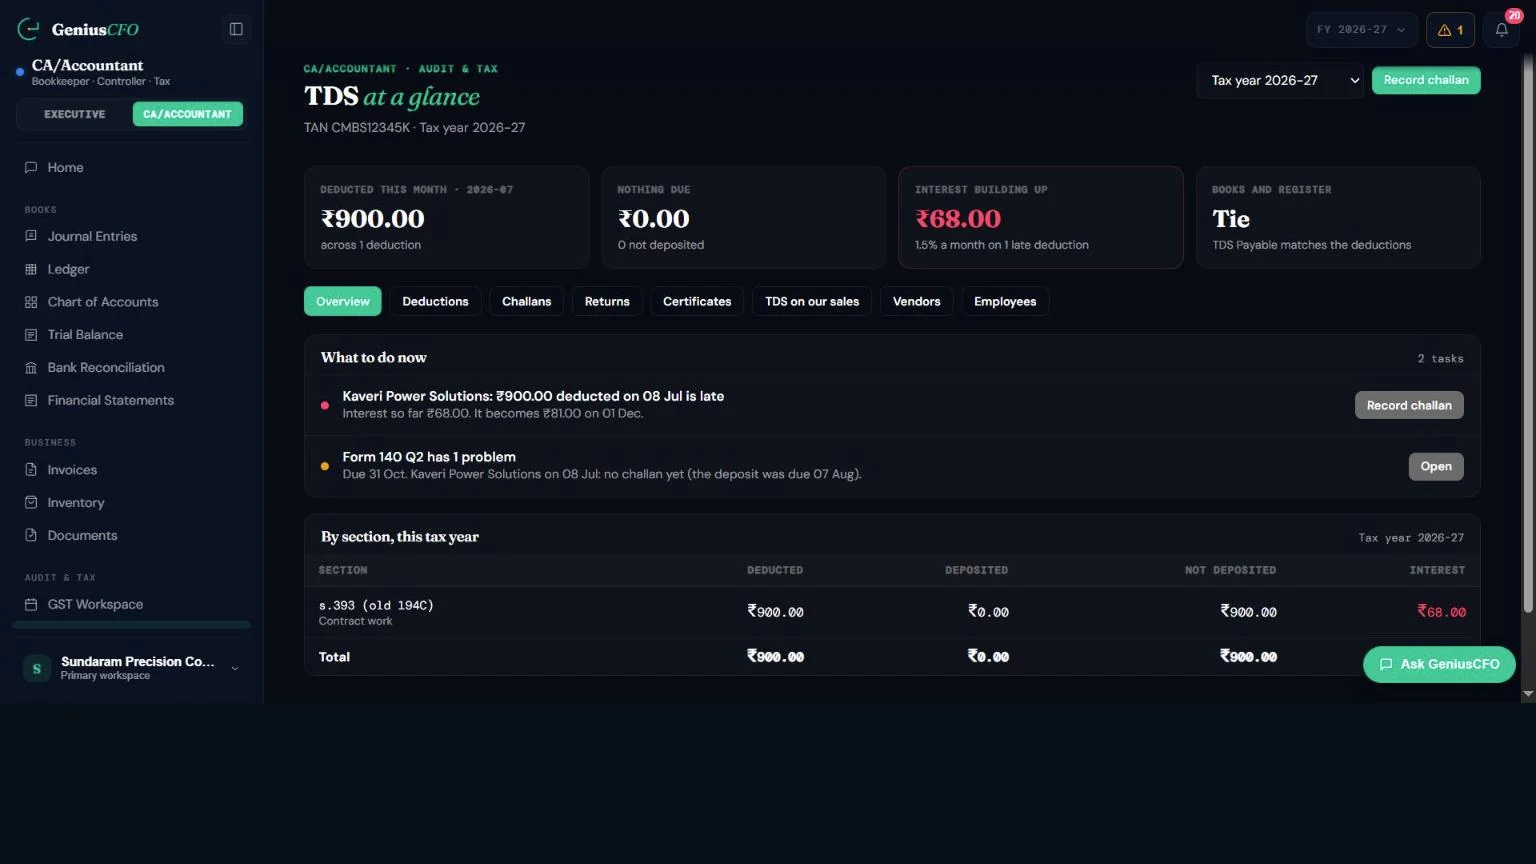 GeniusCFO
CA/Accountant
Bookkeeper · Controller · Tax
EXECUTIVE
CA/ACCOUNTANT
Home
BOOKS
Journal Entries
Ledger
Chart of Accounts
Trial Balance
Bank Reconciliation
Financial Statements
BUSINESS
Invoices
Inventory
Documents
AUDIT & TAX
GST Workspace
S
Sundaram Precision Co...
Primary workspace
FY 2026-27
1
20
CA/ACCOUNTANT · AUDIT & TAX
TDS at a glance
TAN CMBS12345K · Tax year 2026-27
Tax year 2026-27
Record challan
DEDUCTED THIS MONTH · 2026-07
₹900.00
across 1 deduction
NOTHING DUE
₹0.00
0 not deposited
INTEREST BUILDING UP
₹68.00
1.5% a month on 1 late deduction
BOOKS AND REGISTER
Tie
TDS Payable matches the deductions
Overview
Deductions
Challans
Returns
Certificates
TDS on our sales
Vendors
Employees
What to do now
2 tasks
Kaveri Power Solutions: ₹900.00 deducted on 08 Jul is late
Interest so far ₹68.00. It becomes ₹81.00 on 01 Dec.
Record challan
Form 140 Q2 has 1 problem
Due 31 Oct. Kaveri Power Solutions on 08 Jul: no challan yet (the deposit was due 07 Aug).
Open
By section, this tax year
Tax year 2026-27
SECTION DEDUCTED DEPOSITED NOT DEPOSITED INTEREST
s.393 (old 194C) ₹900.00 ₹0.00 ₹900.00 ₹68.00
Contract work
Total ₹900.00 ₹0.00 ₹900.00
Ask GeniusCFO